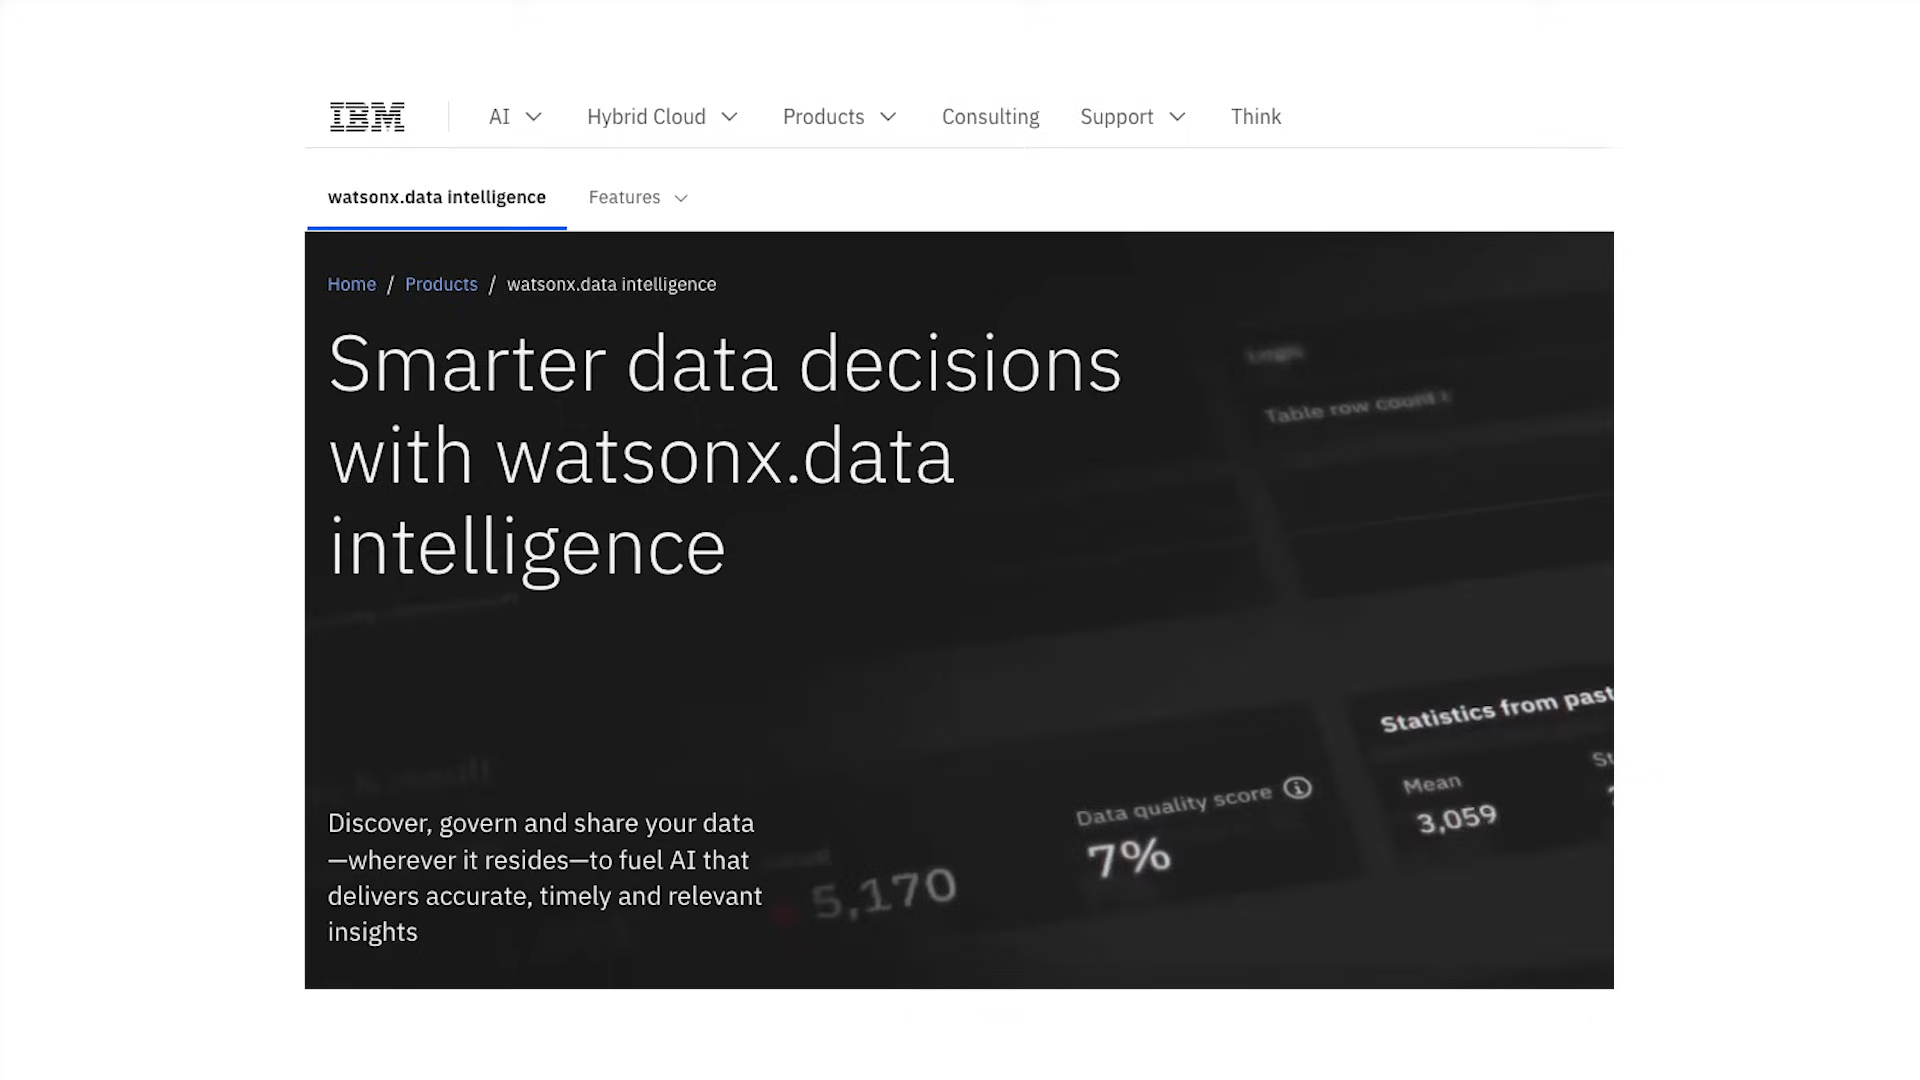 IBM
AI
Hybrid Cloud
Products
Consulting
Support
Think
watsonx.data intelligence
Features
Home / Products / watsonx.data intelligence
Smarter data decisions
with watsonx.data
intelligence
Table row count
Statistics from past
Mean
3,059
Data quality score
7%
5,170
Discover, govern and share your data
—wherever it resides—to fuel AI that
delivers accurate, timely and relevant
insights